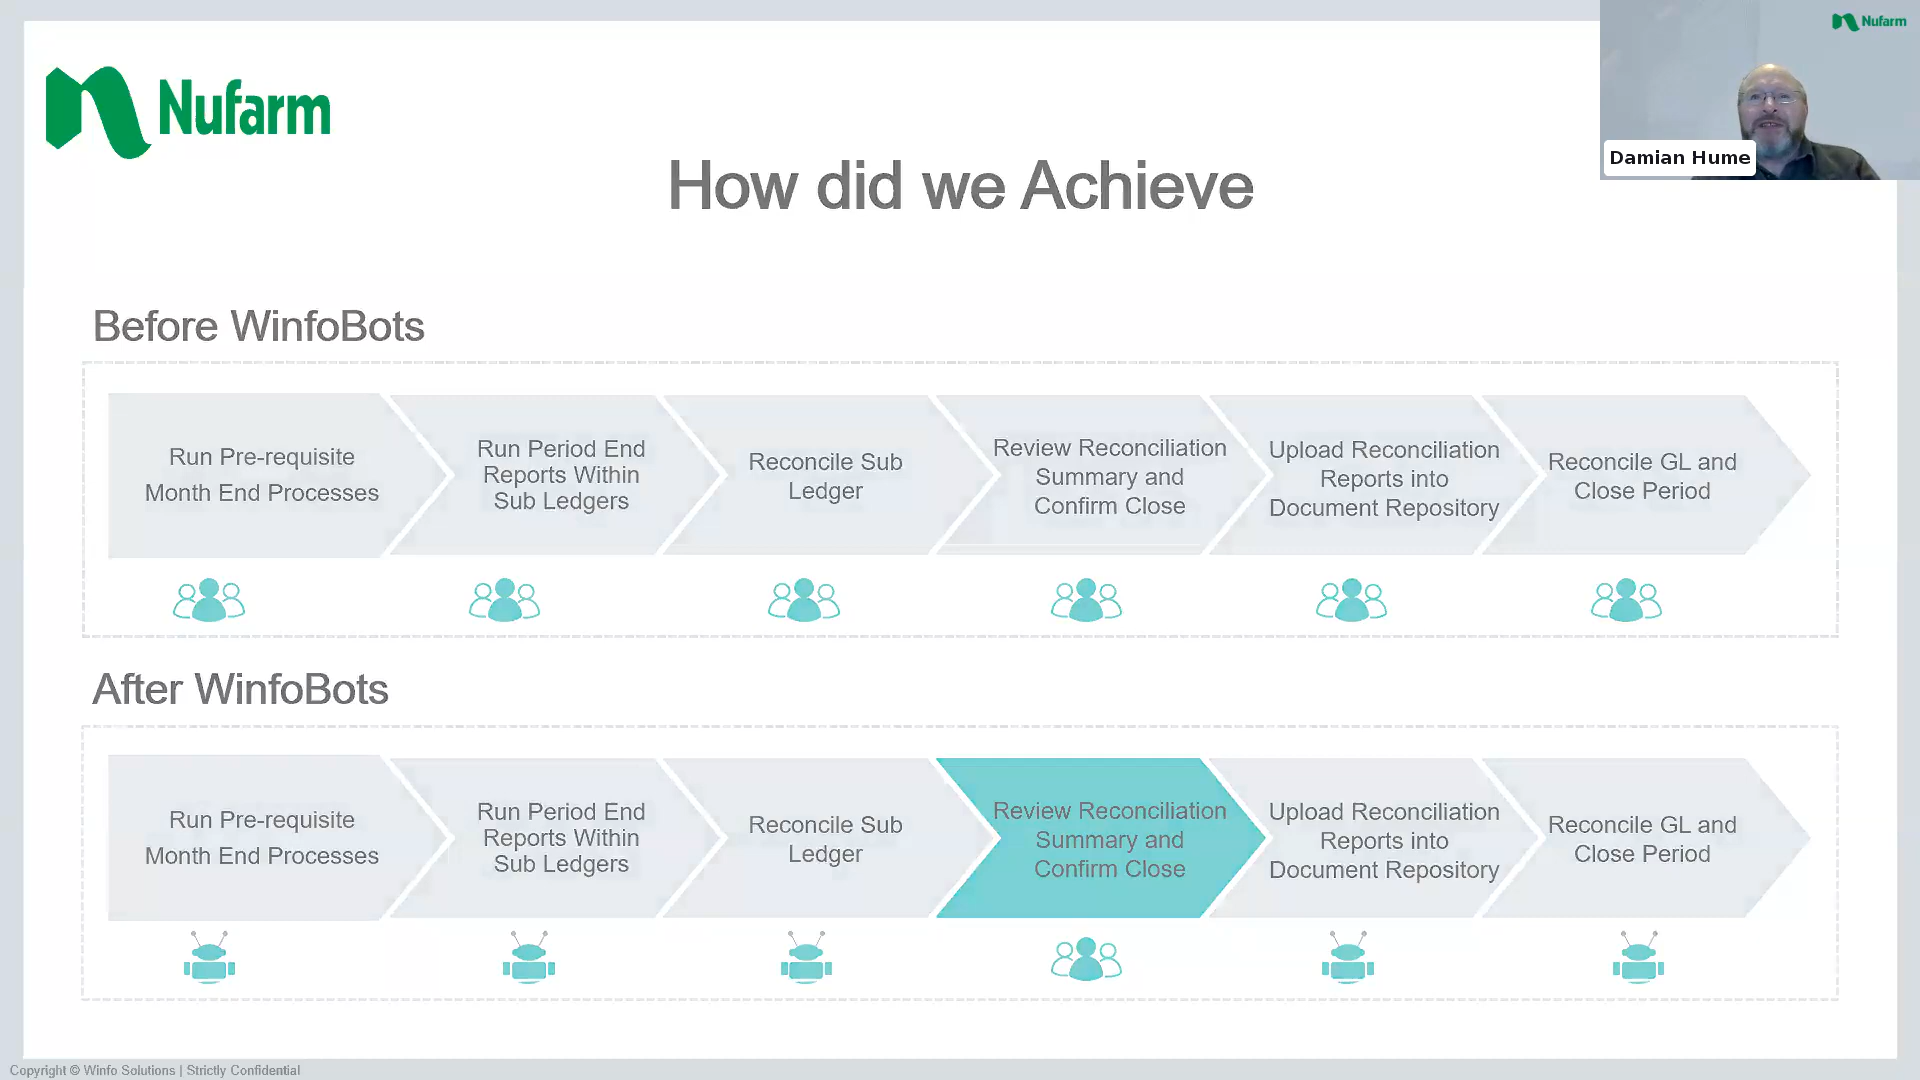 Nufarm
Nufarm
Damian Hume
How did we Achieve
Before WinfoBots
Run Pre-requisite
Month End Processes
Run Period End
Reports Within
Sub Ledgers
Reconcile Sub
Ledger
Review Reconciliation
Summary and
Confirm Close
Upload Reconciliation
Reports into
Document Repository
Reconcile GL and
Close Period
After WinfoBots
Run Pre-requisite
Month End Processes
Run Period End
Reports Within
Sub Ledgers
Reconcile Sub
Ledger
Review Reconciliation
Summary and
Confirm Close
Upload Reconciliation
Reports into
Document Repository
Reconcile GL and
Close Period
Copyright © Winfo Solutions | Strictly Confidential